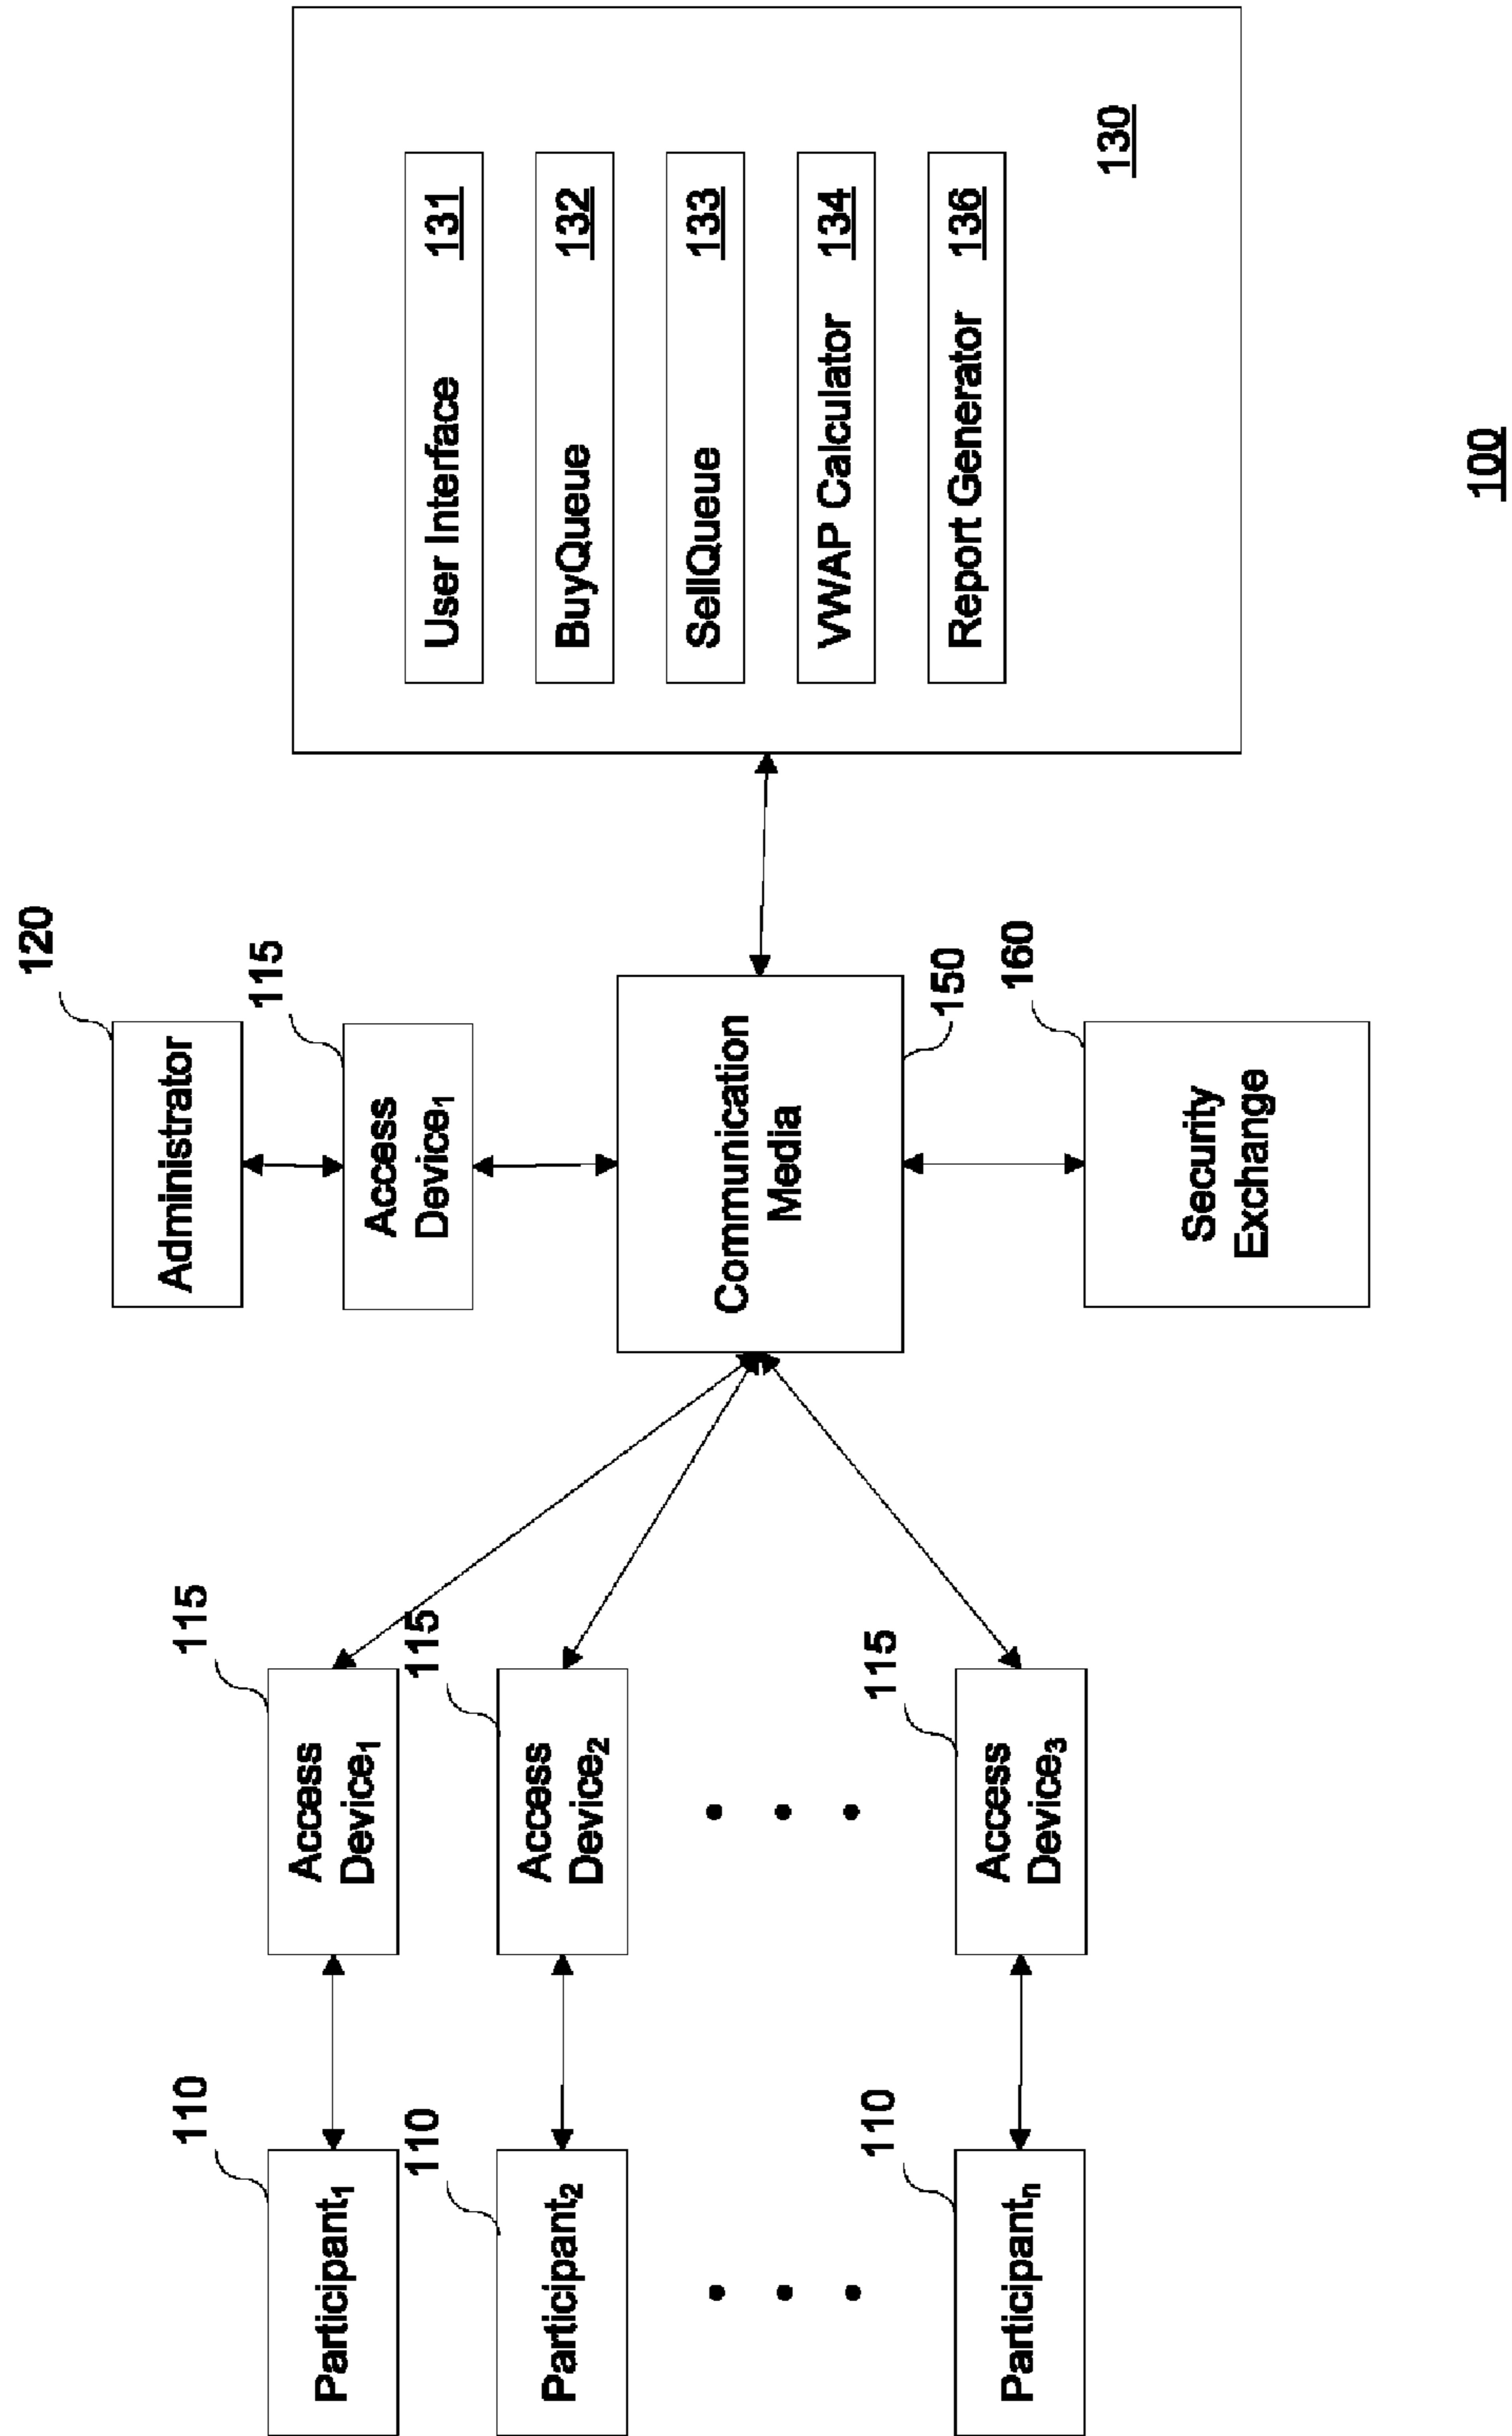 120
Administrator
115
Access
Device₁
110
Participant₁
115
Access
Device₁
110
Participant₂
115
Access
Device₂
110
Participantₙ
115
Access
Device₃
Communication
Media
150
160
Security
Exchange
User Interface 131
BuyQueue 132
SellQueue 133
VWAP Calculator 134
Report Generator 136
130
100